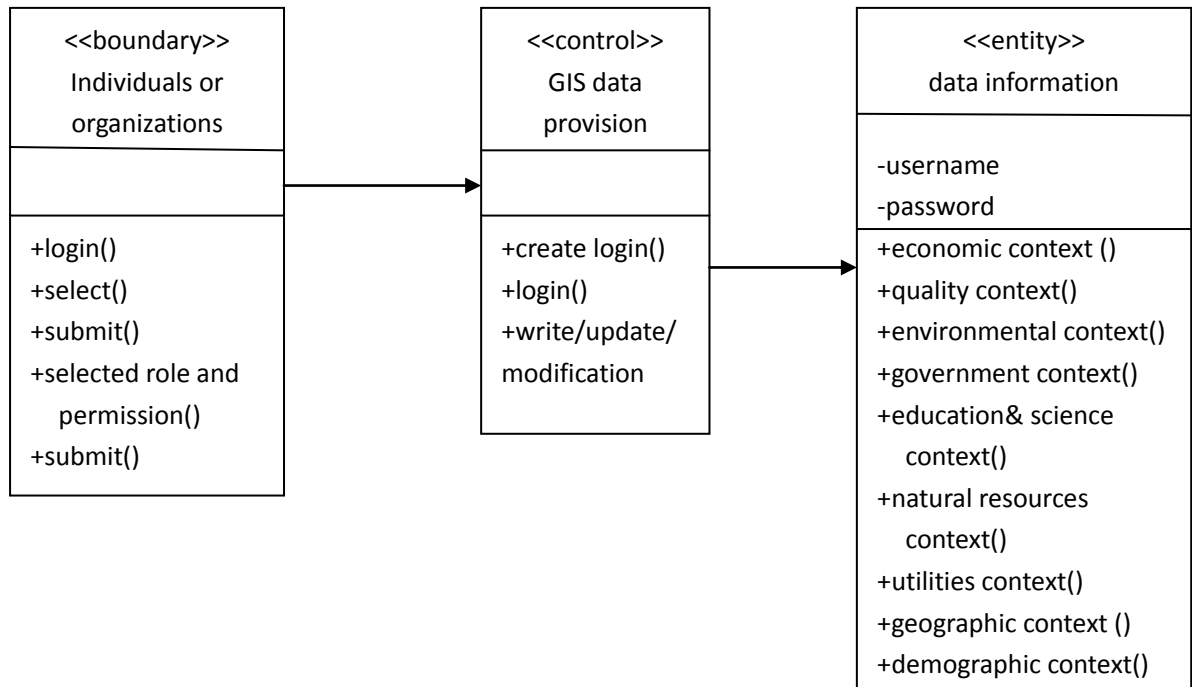 <<boundary>>
Individuals or
organizations
+login()
+select()
+submit()
+selected role and
permission()
+submit()
<<control>>
GIS data
provision
+create login()
+login()
+write/update/
modification
<<entity>>
data information
-username
-password
+economic context ()
+quality context()
+environmental context()
+government context()
+education& science
context()
+natural resources
context()
+utilities context()
+geographic context ()
+demographic context()